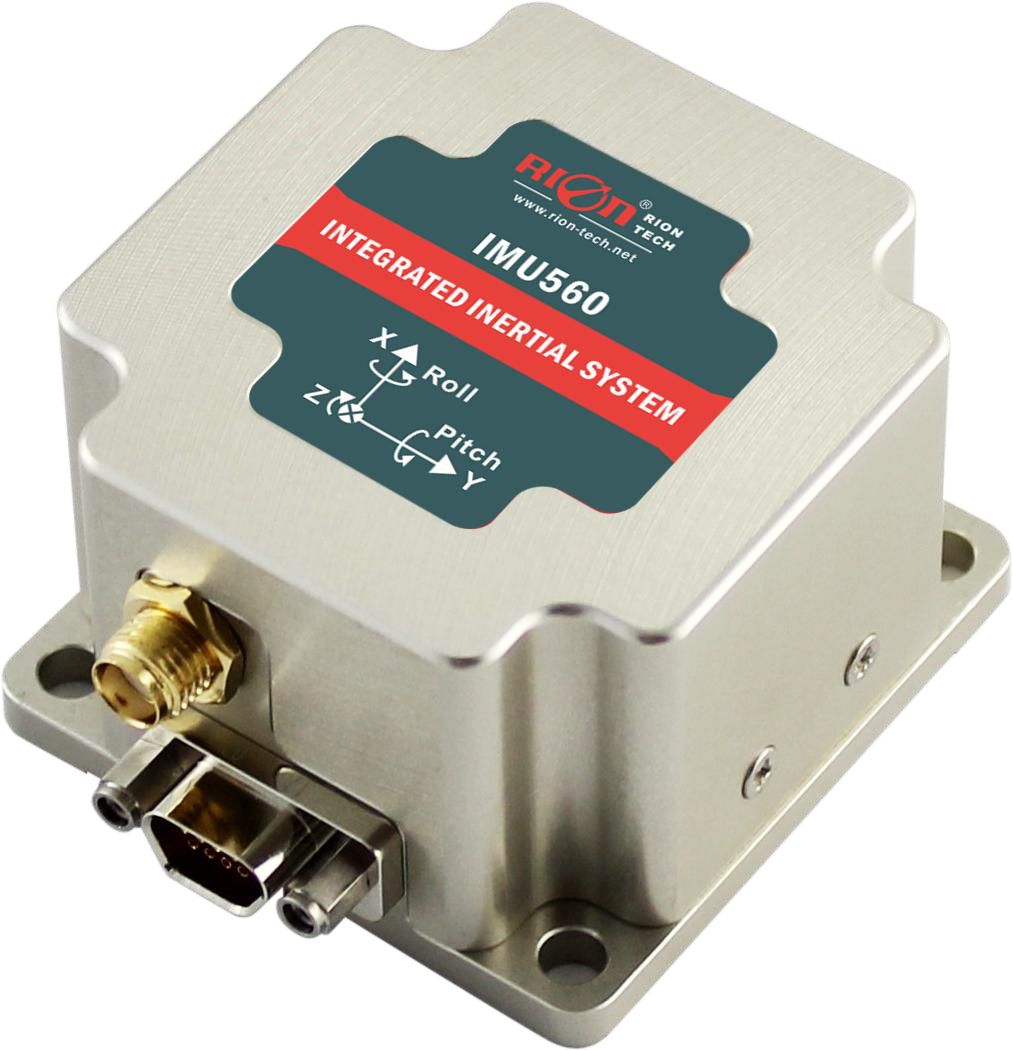 RION®
RION
TECH
www.rion-tech.net
IMU560
INTEGRATED INERTIAL SYSTEM
X
Roll
Z
Pitch
Y